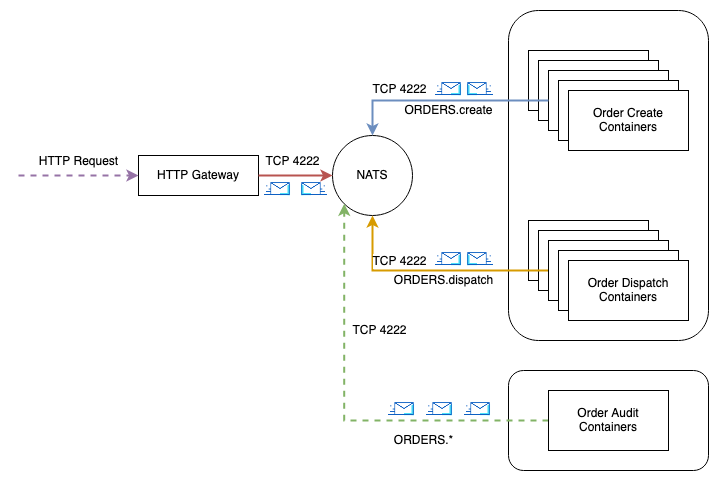 TCP 4222
ORDERS.create
Order Create
Containers
HTTP Request
HTTP Gateway
TCP 4222
NATS
TCP 4222
ORDERS.dispatch
Order Dispatch
Containers
TCP 4222
ORDERS.*
Order Audit
Containers